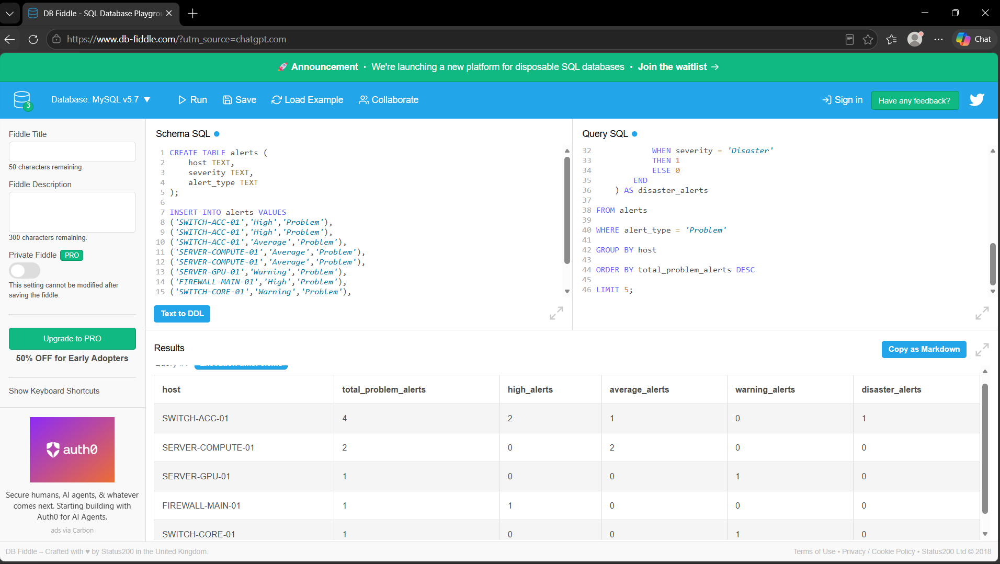 DB Fiddle - SQL Database Playgro
https://www.db-fiddle.com/?utm_source=chatgpt.com
Chat
🚀 Announcement · We're launching a new platform for disposable SQL databases · Join the waitlist →
3
Database: MySQL v5.7 ▼
Run
Save
Load Example
Collaborate
Sign in
Have any feedback?
Fiddle Title
50 characters remaining.
Fiddle Description
300 characters remaining.
Private Fiddle PRO
This setting cannot be modified after
saving the fiddle.
Upgrade to PRO
50% OFF for Early Adopters
Show Keyboard Shortcuts
auth0
Secure humans, AI agents, & whatever
comes next. Starting building with
Auth0 for AI Agents.
ads via Carbon
Schema SQL
1 CREATE TABLE alerts (
2     host TEXT,
3     severity TEXT,
4     alert_type TEXT
5 );
6
7 INSERT INTO alerts VALUES
8 ('SWITCH-ACC-01','High','Problem'),
9 ('SWITCH-ACC-01','High','Problem'),
10 ('SWITCH-ACC-01','Average','Problem'),
11 ('SERVER-COMPUTE-01','Average','Problem'),
12 ('SERVER-COMPUTE-01','Average','Problem'),
13 ('SERVER-GPU-01','Warning','Problem'),
14 ('FIREWALL-MAIN-01','High','Problem'),
15 ('SWITCH-CORE-01','Warning','Problem'),
Text to DDL
Query SQL
32             WHEN severity = 'Disaster'
33             THEN 1
34             ELSE 0
35         END
36     ) AS disaster_alerts
37
38 FROM alerts
39
40 WHERE alert_type = 'Problem'
41
42 GROUP BY host
43
44 ORDER BY total_problem_alerts DESC
45
46 LIMIT 5;
Results
Copy as Markdown
host total_problem_alerts high_alerts average_alerts warning_alerts disaster_alerts
SWITCH-ACC-01 4 2 1 0 1
SERVER-COMPUTE-01 2 0 2 0 0
SERVER-GPU-01 1 0 0 1 0
FIREWALL-MAIN-01 1 1 0 0 0
SWITCH-CORE-01 1 0 0 1 0
DB Fiddle – Crafted with ♥ by Status200 in the United Kingdom.
Terms of Use • Privacy / Cookie Policy • Status200 Ltd © 2018